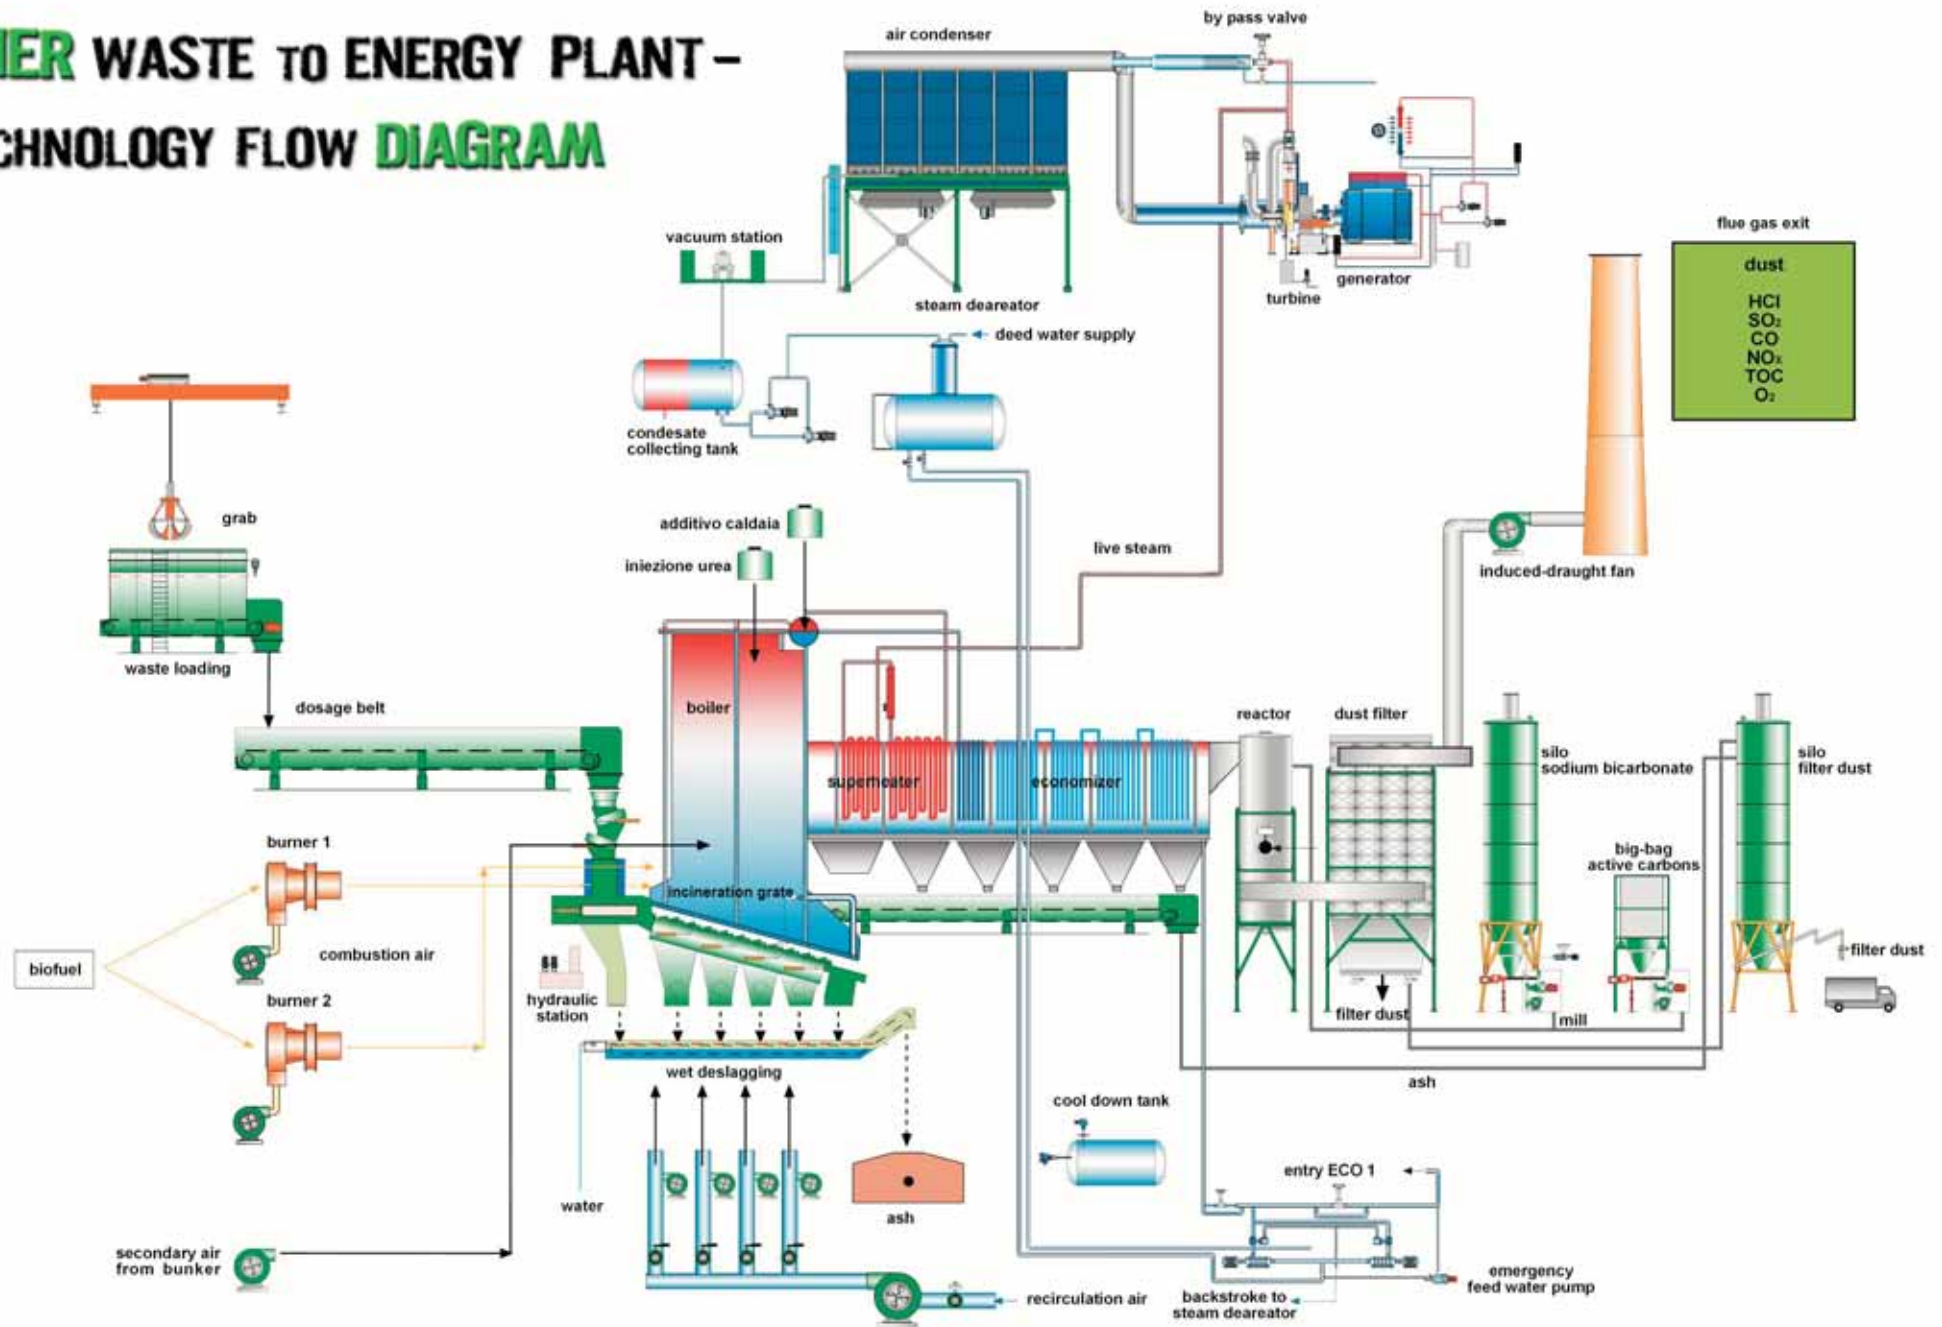 IER WASTE TO ENERGY PLANT –
CHNOLOGY FLOW DIAGRAM
by pass valve
air condenser
vacuum station
flue gas exit
dust
HCl
SO₂
CO
NOx
TOC
O₂
generator
turbine
steam deareator
deed water supply
condesate
collecting tank
grab
additivo caldaia
iniezione urea
live steam
induced-draught fan
waste loading
dosage belt
boiler
reactor
dust filter
silo
sodium bicarbonate
silo
filter dust
superheater
economizer
burner 1
big-bag
active carbons
incineration grate
combustion air
biofuel
filter dust
burner 2
hydraulic
station
filter dust
mill
wet deslagging
ash
cool down tank
entry ECO 1
water
ash
secondary air
from bunker
emergency
feed water pump
recirculation air
backstroke to
steam deareator